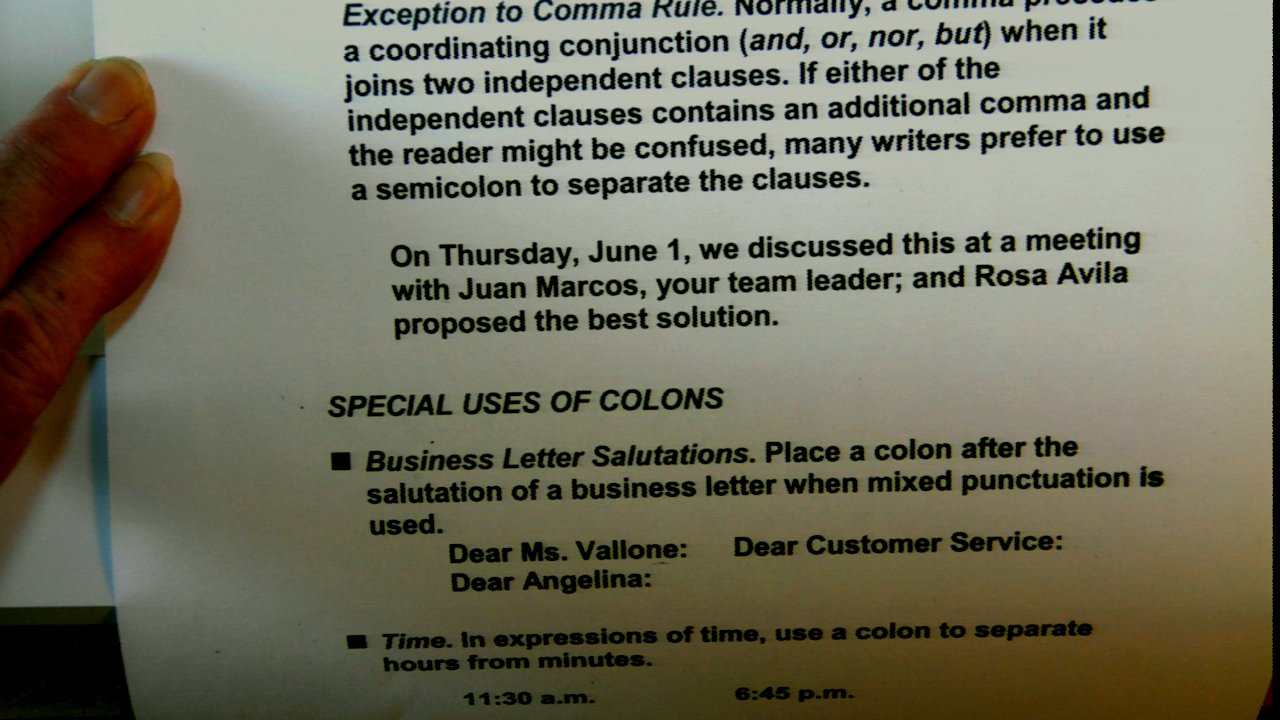 Exception to Comma Rule. Normally, a comma
a coordinating conjunction (and, or, nor, but) when it
joins two independent clauses. If either of the
independent clauses contains an additional comma and
the reader might be confused, many writers prefer to use
a semicolon to separate the clauses.
On Thursday, June 1, we discussed this at a meeting
with Juan Marcos, your team leader; and Rosa Avila
proposed the best solution.
SPECIAL USES OF COLONS
■ Business Letter Salutations. Place a colon after the
salutation of a business letter when mixed punctuation is
used.
Dear Ms. Vallone: Dear Customer Service:
Dear Angelina:
■ Time. In expressions of time, use a colon to separate
hours from minutes.
11:30 a.m. 6:45 p.m.